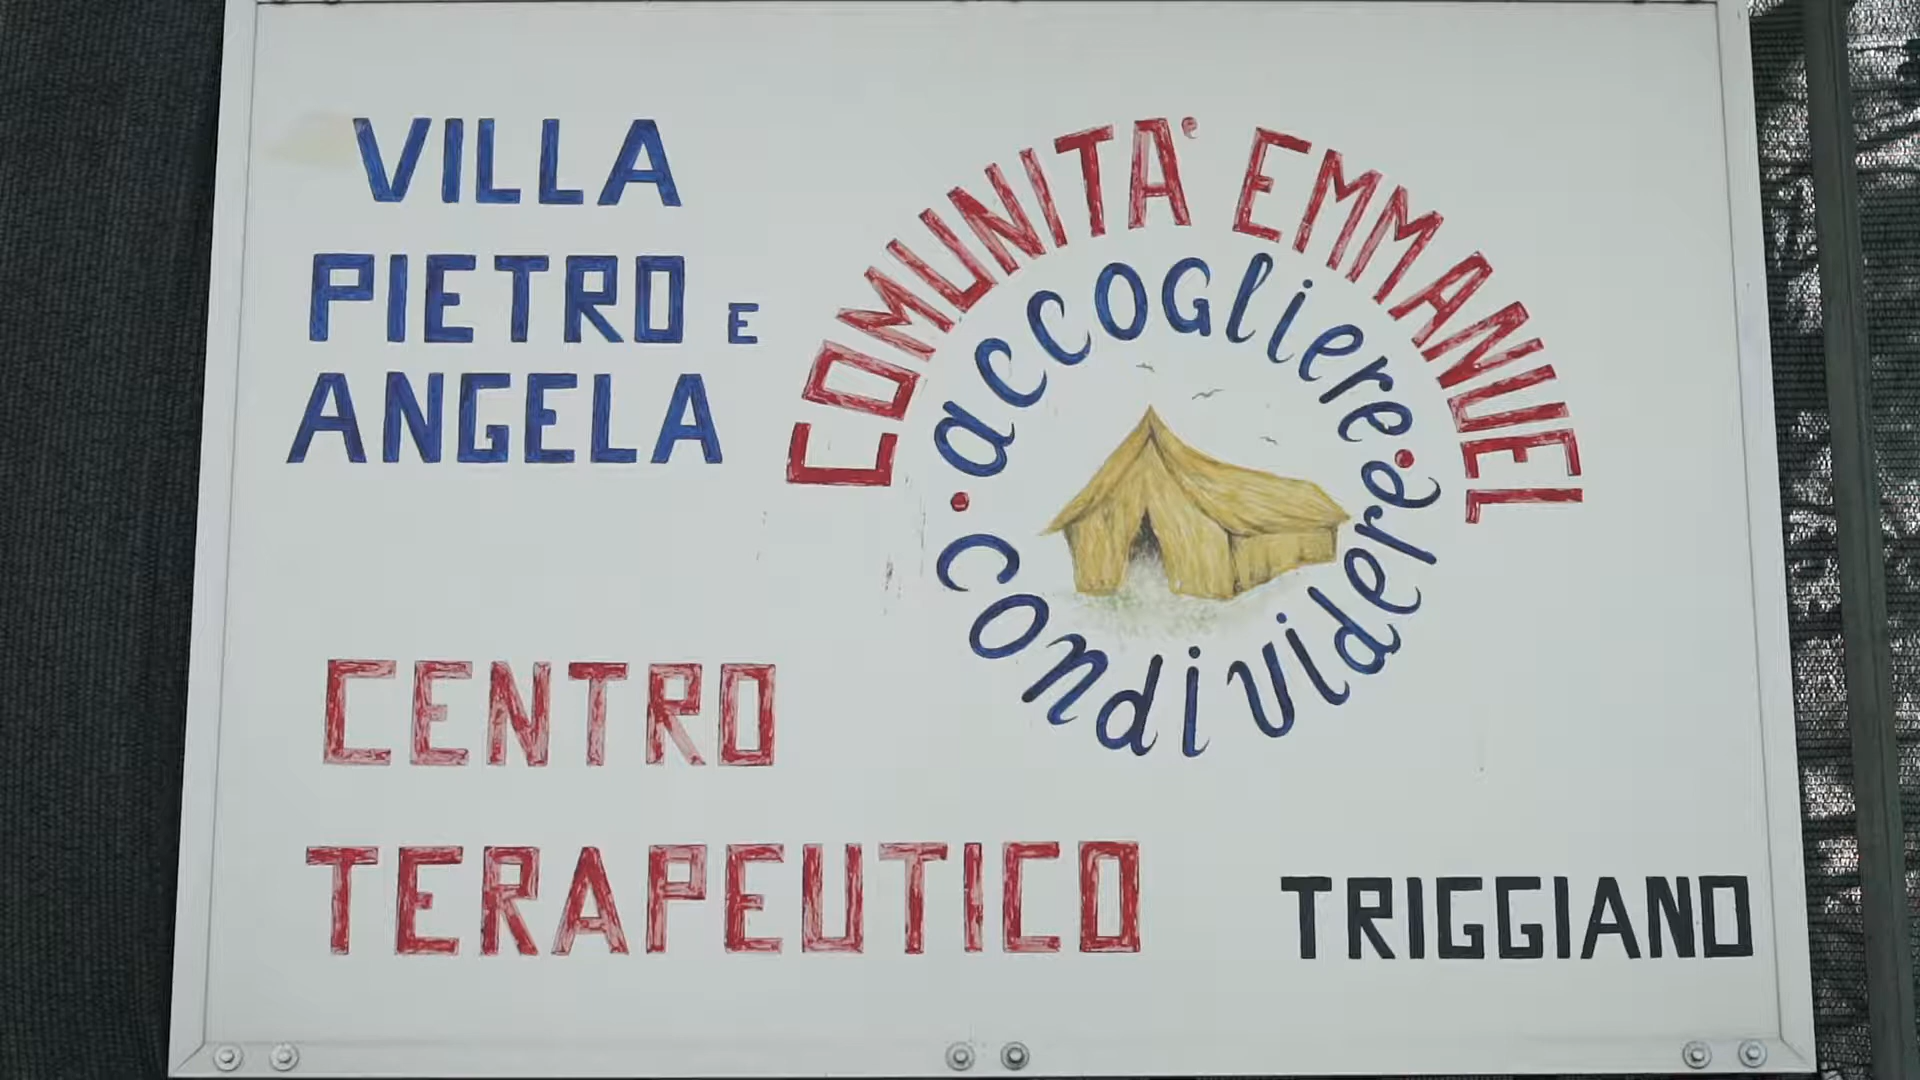 VILLA
PIETRO E
ANGELA
COMUNITA' EMMANUEL
accogliere
condividere
CENTRO
TERAPEUTICO
TRIGGIANO